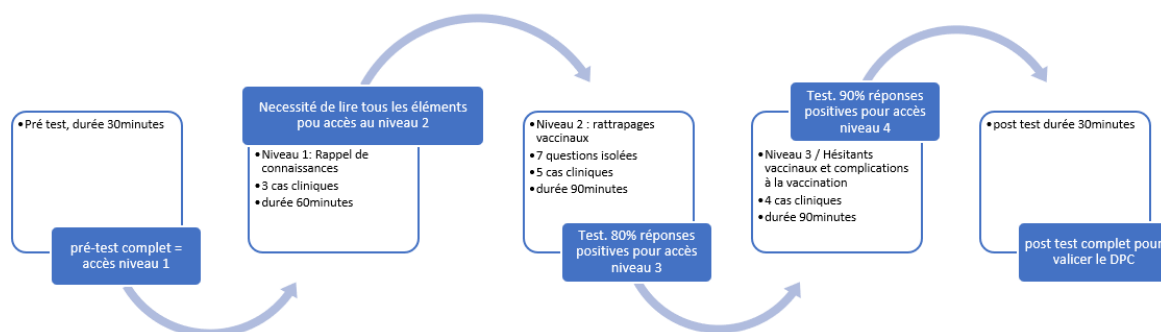 •Pré test, durée 30minutes
pré-test complet =
accès niveau 1
Necessité de lire tous les éléments
pou accès au niveau 2
•Niveau 1: Rappel de
connaissances
•3 cas cliniques
•durée 60minutes
•Niveau 2 : rattrapages
vaccinaux
•7 questions isolées
•5 cas cliniques
•durée 90minutes
Test. 80% réponses
positives pour accès
niveau 3
Test. 90% réponses
positives pour accès
niveau 4
•Niveau 3 / Hésitants
vaccinaux et complications
à la vaccination
•4 cas cliniques
•durée 90minutes
•post test durée 30minutes
post test complet pour
valicer le DPC